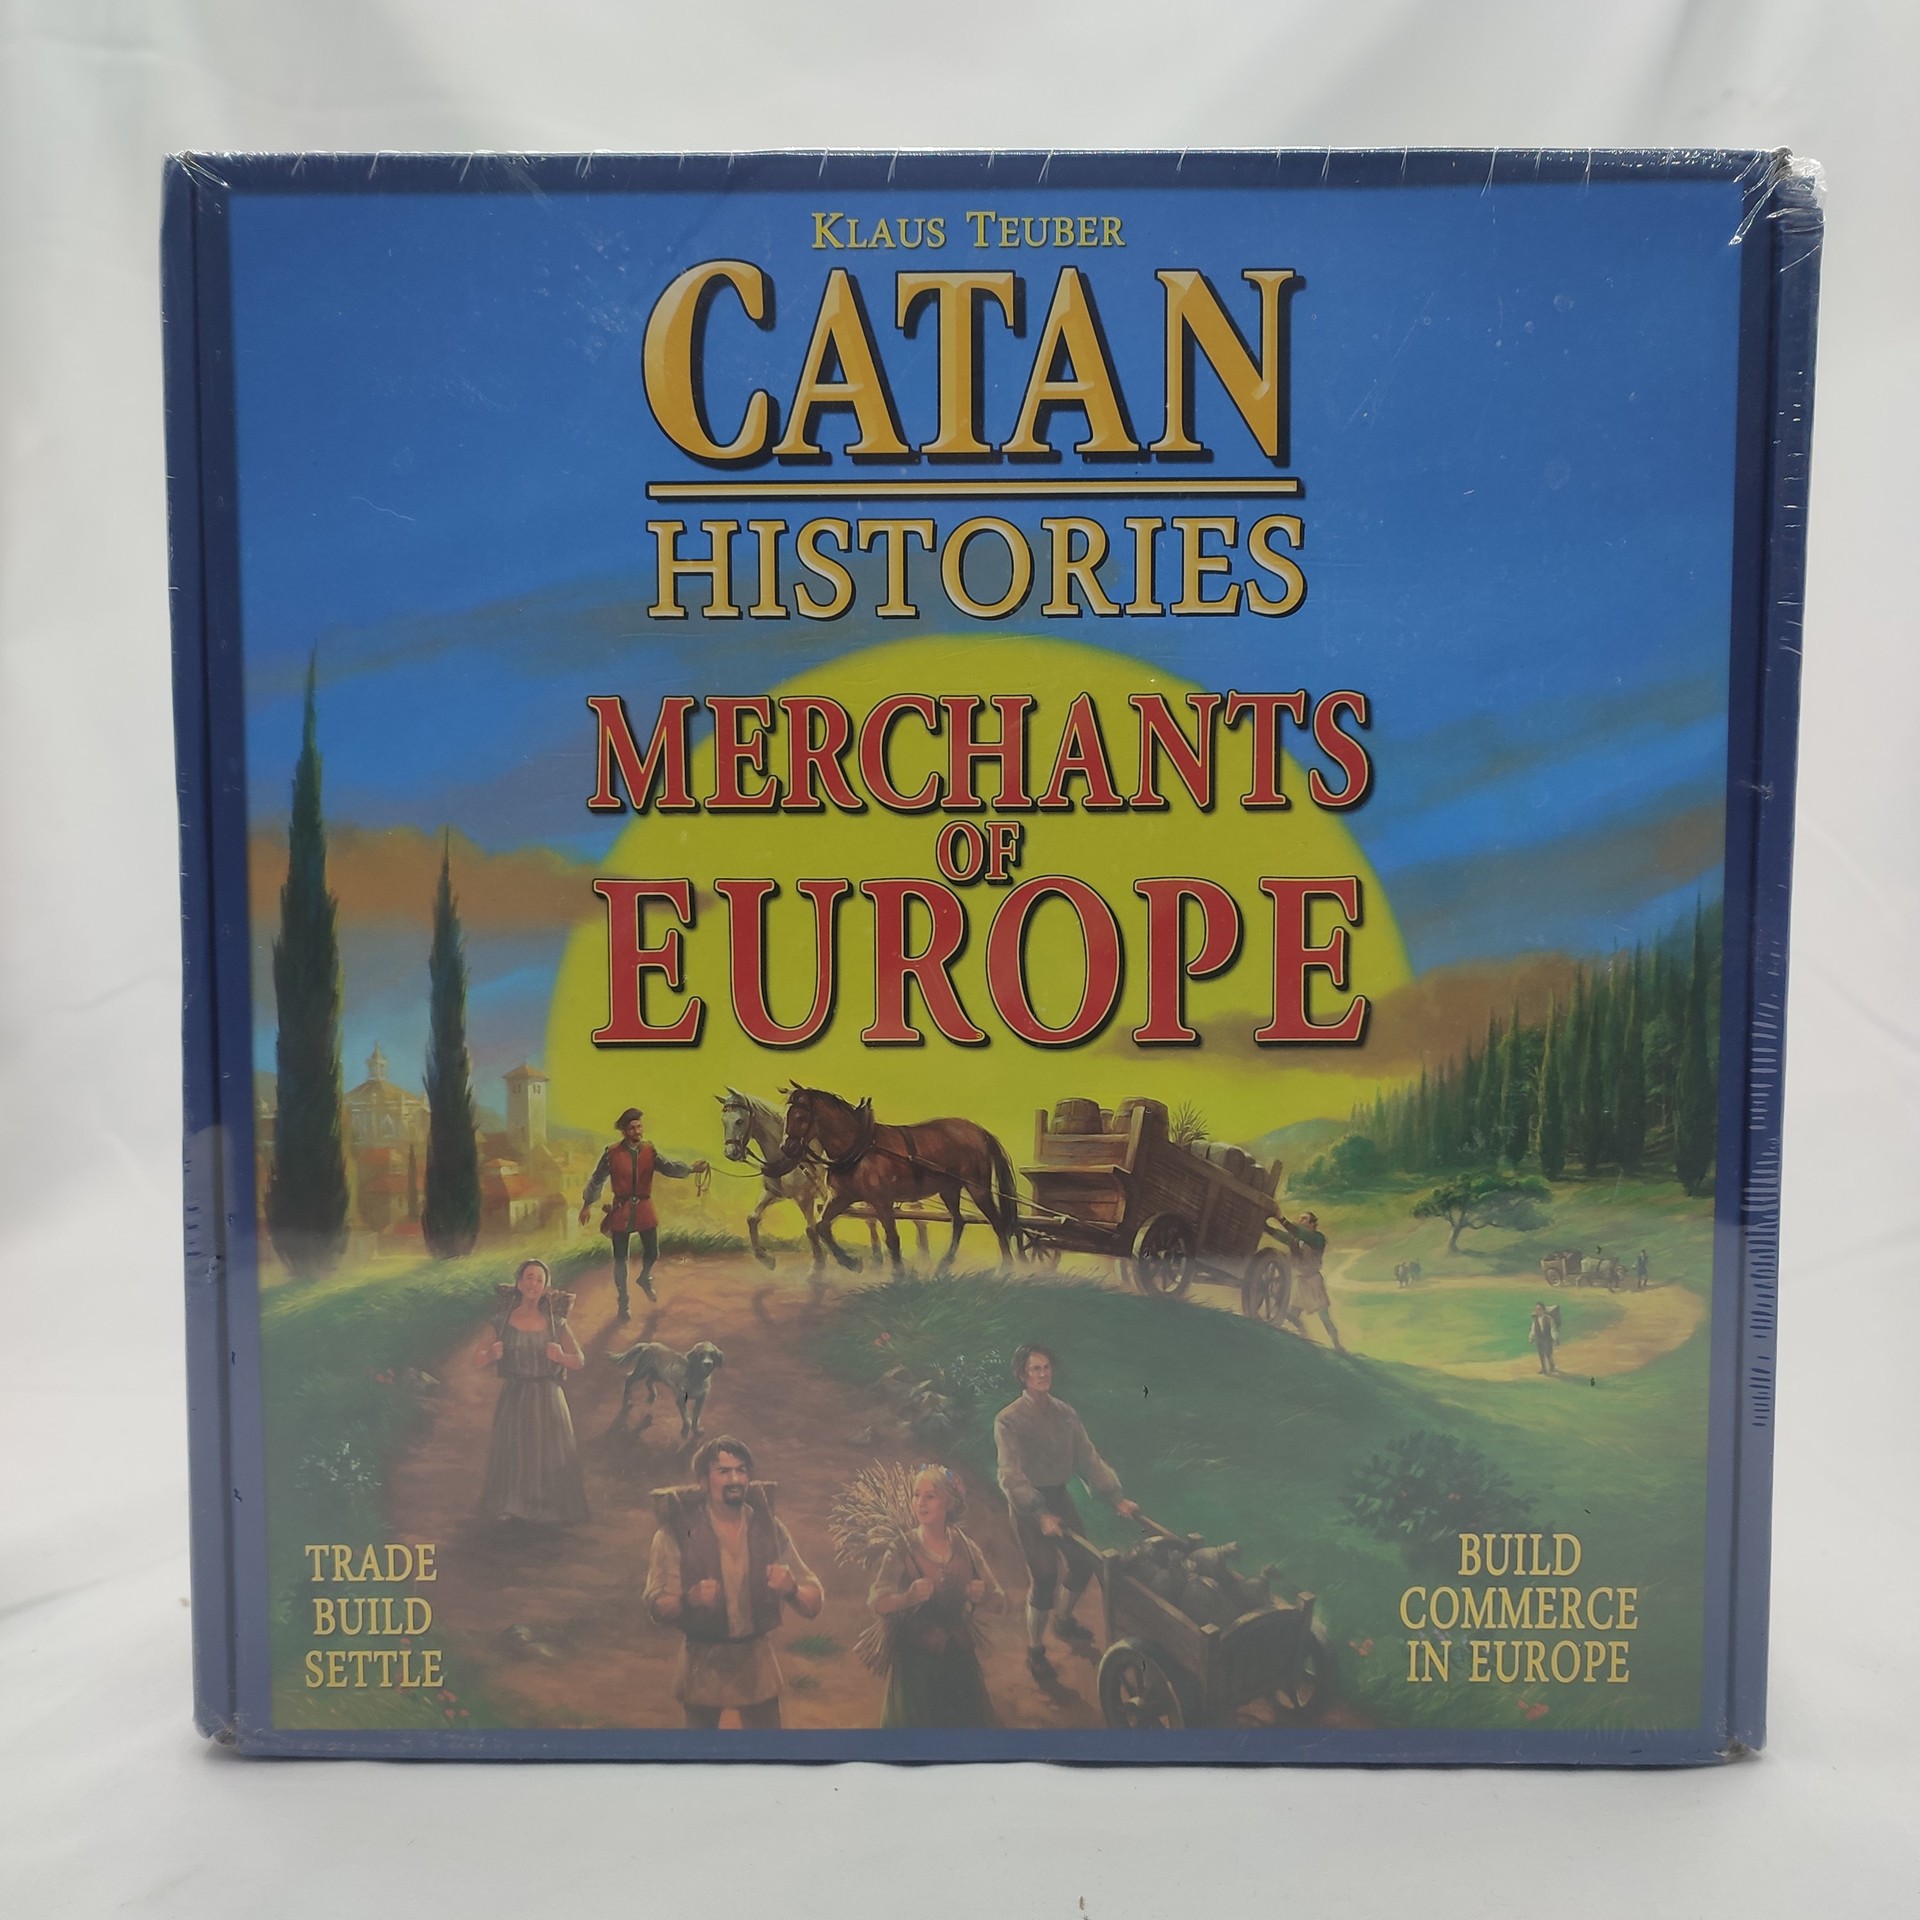 KLAUS TEUBER
CATAN
HISTORIES
MERCHANTS
OF
EUROPE
TRADE
BUILD
SETTLE
BUILD
COMMERCE
IN EUROPE